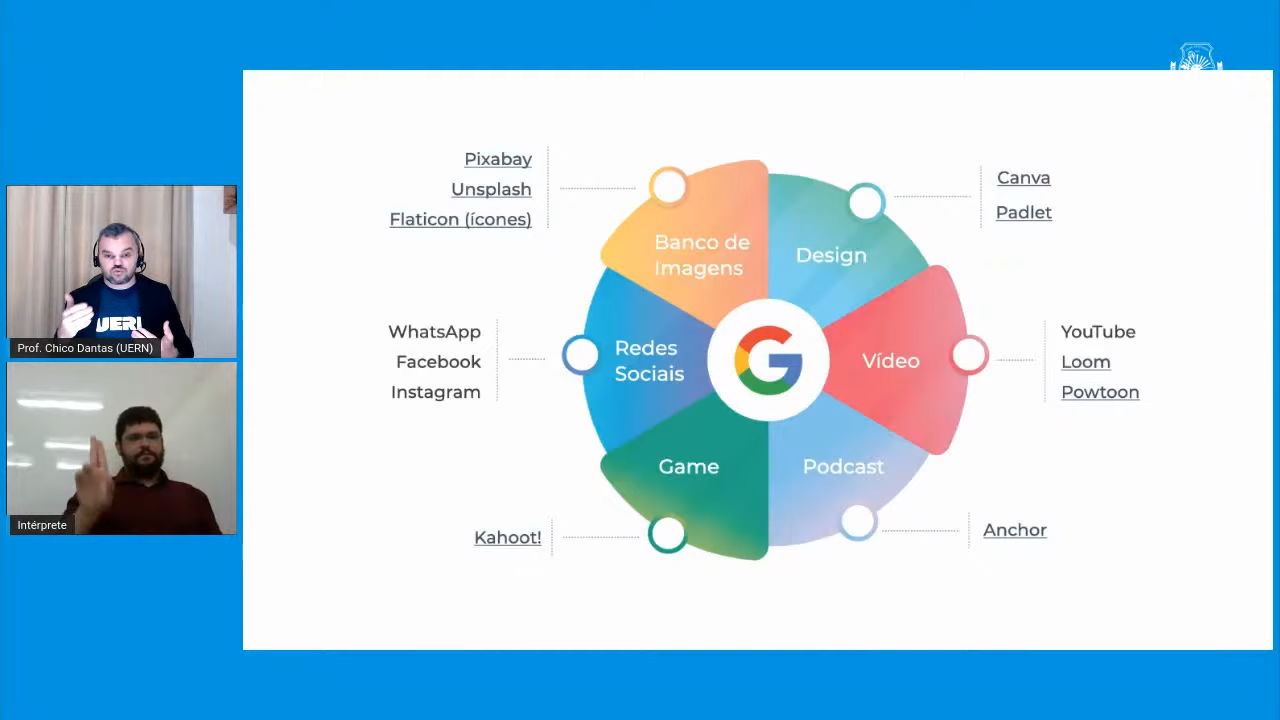 Pixabay
Unsplash
Flaticon (ícones)
Canva
Padlet
Banco de
Imagens
Design
WhatsApp
Facebook
Instagram
Redes
Sociais
Vídeo
YouTube
Loom
Powtoon
Game
Podcast
Kahoot!
Anchor
UERN
Prof. Chico Dantas (UERN)
Intérprete